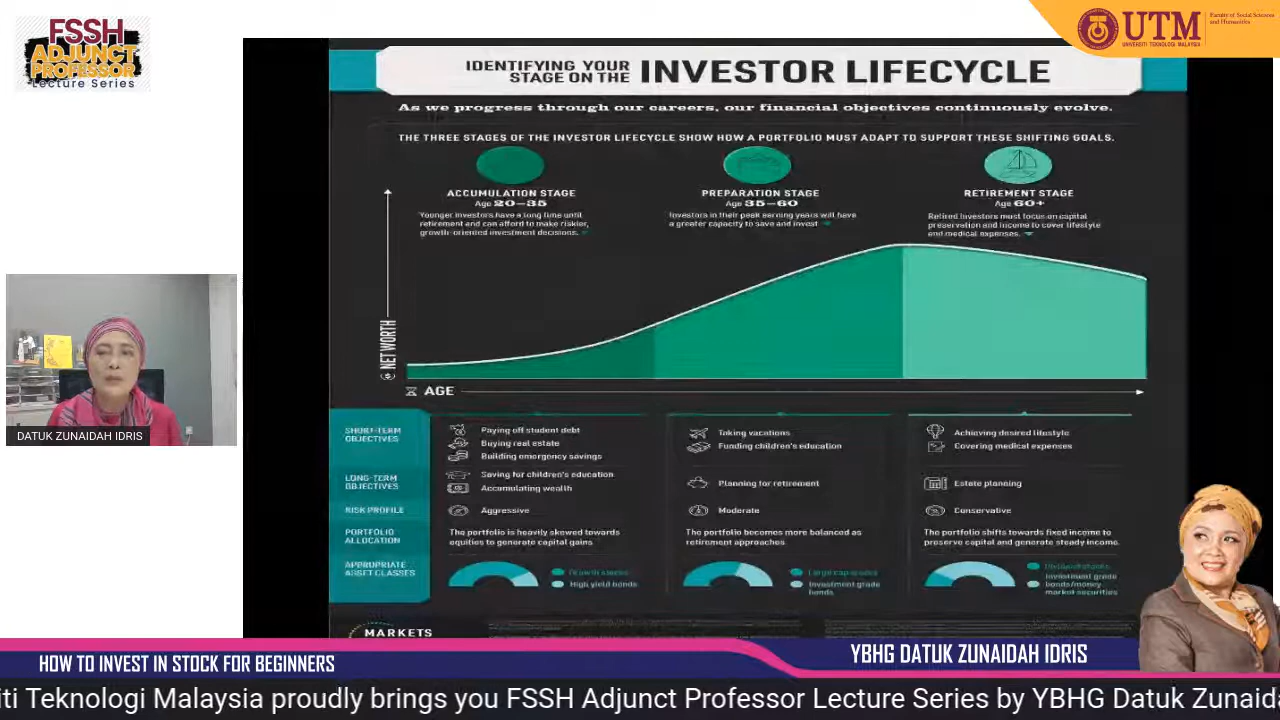 FSSH
ADJUNCT
PROFESSOR
Lecture Series
UTM
UNIVERSITI TEKNOLOGI MALAYSIA
Faculty of Social Sciences
and Humanities
IDENTIFYING YOUR
STAGE ON THE
INVESTOR LIFECYCLE
As we progress through our careers, our financial objectives continuously evolve.
THE THREE STAGES OF THE INVESTOR LIFECYCLE SHOW HOW A PORTFOLIO MUST ADAPT TO SUPPORT THESE SHIFTING GOALS.
ACCUMULATION STAGE
Age 20–35
Younger investors have a long time until
retirement and can afford to make riskier,
growth-oriented investment decisions.
PREPARATION STAGE
Age 35–60
Investors in their peak earning years will have
a greater capacity to save and invest
RETIREMENT STAGE
Age 60+
Retired investors must focus on capital
preservation and income to cover lifestyle
and medical expenses.
NET WORTH
AGE
SHORT-TERM
OBJECTIVES
Paying off student debt
Buying real estate
Building emergency savings
Taking vacations
Funding children's education
Achieving desired lifestyle
Covering medical expenses
LONG-TERM
OBJECTIVES
Saving for children's education
Accumulating wealth
Planning for retirement
Estate planning
RISK PROFILE
Aggressive
Moderate
Conservative
PORTFOLIO
ALLOCATION
The portfolio is heavily skewed towards
equities to generate capital gains
The portfolio becomes more balanced as
retirement approaches
The portfolio shifts towards fixed income to
preserve capital and generate steady income.
APPROPRIATE
ASSET CLASSES
Growth stocks
High yield bonds
Large cap stocks
Investment grade
bonds
Investment grade
bonds/money
market securities
MARKETS
DATUK ZUNAIDAH IDRIS
HOW TO INVEST IN STOCK FOR BEGINNERS
YBHG DATUK ZUNAIDAH IDRIS
iti Teknologi Malaysia proudly brings you FSSH Adjunct Professor Lecture Series by YBHG Datuk Zunaida